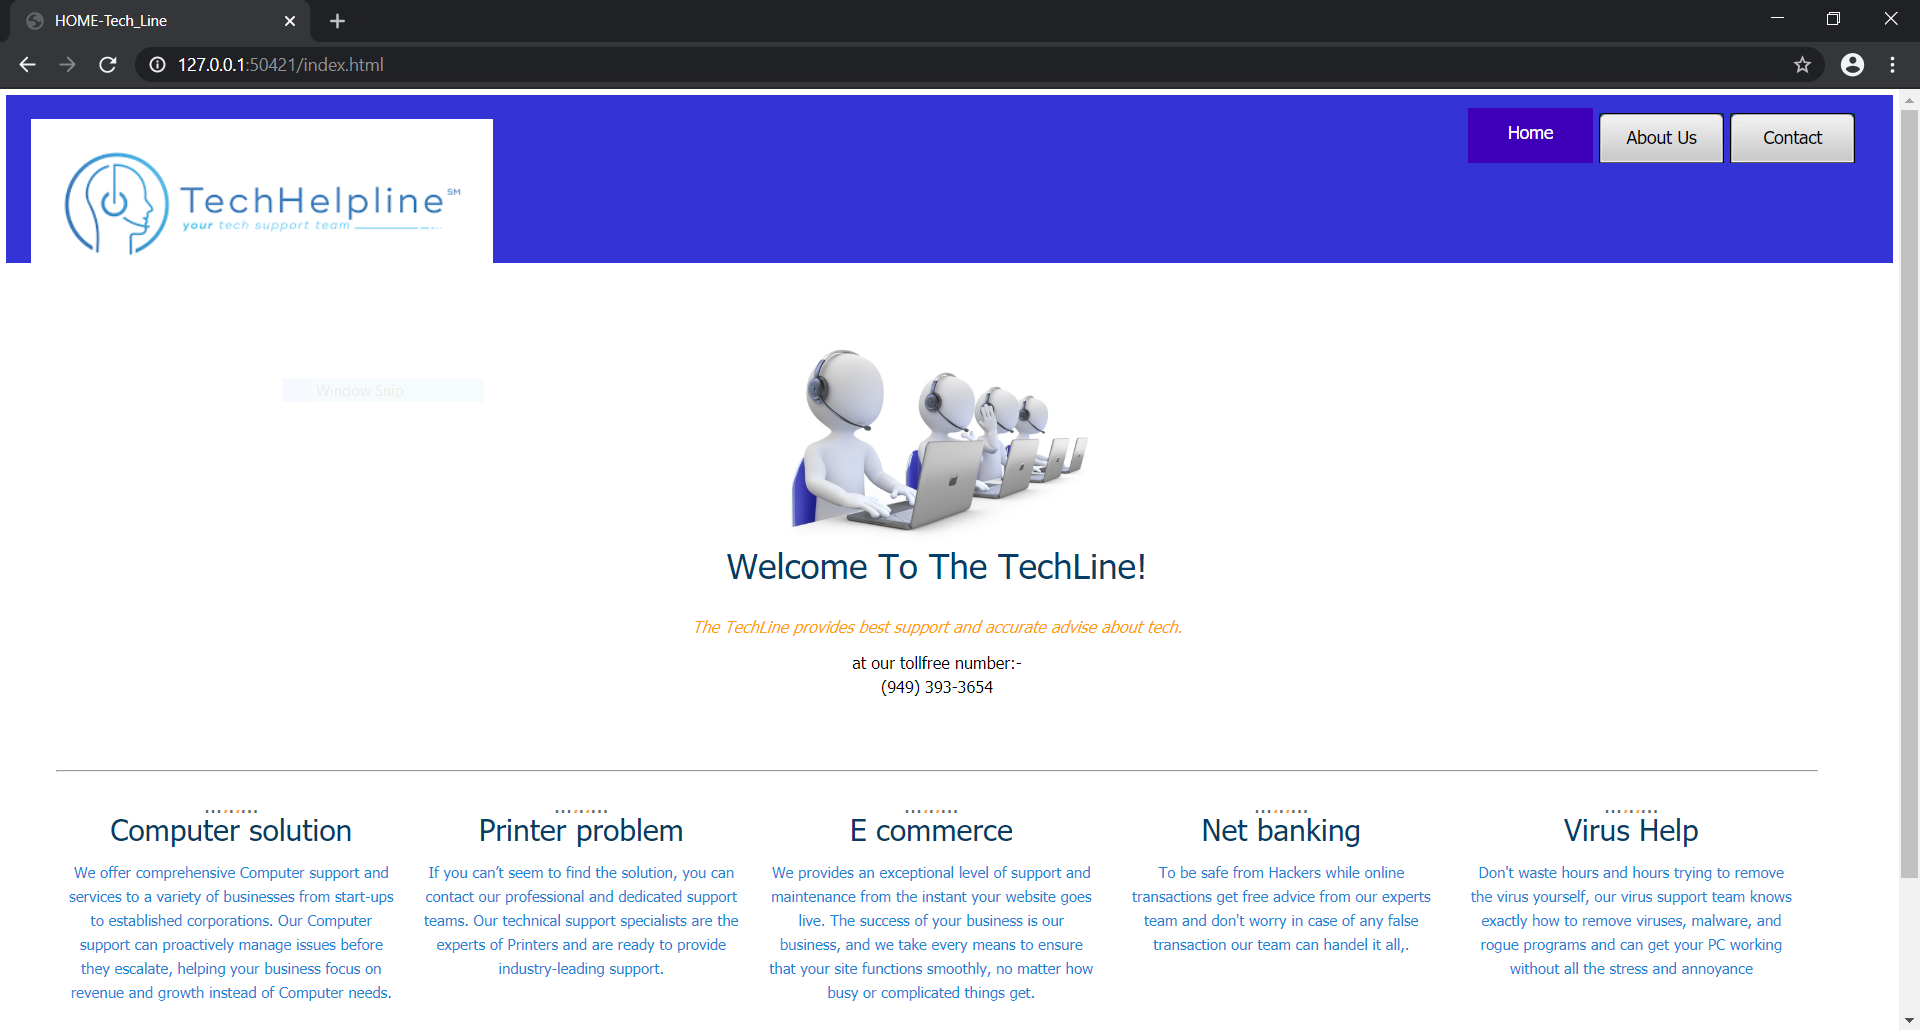 HOME-Tech_Line
127.0.0.1:50421/index.html
Home
About Us
Contact
TechHelpline℠
your tech support team
Window Snip
Welcome To The TechLine!
The TechLine provides best support and accurate advise about tech.
at our tollfree number:-
(949) 393-3654
Computer solution
We offer comprehensive Computer support and
services to a variety of businesses from start-ups
to established corporations. Our Computer
support can proactively manage issues before
they escalate, helping your business focus on
revenue and growth instead of Computer needs.
Printer problem
If you can’t seem to find the solution, you can
contact our professional and dedicated support
teams. Our technical support specialists are the
experts of Printers and are ready to provide
industry-leading support.
E commerce
We provides an exceptional level of support and
maintenance from the instant your website goes
live. The success of your business is our
business, and we take every means to ensure
that your site functions smoothly, no matter how
busy or complicated things get.
Net banking
To be safe from Hackers while online
transactions get free advice from our experts
team and don't worry in case of any false
transaction our team can handel it all,.
Virus Help
Don't waste hours and hours trying to remove
the virus yourself, our virus support team knows
exactly how to remove viruses, malware, and
rogue programs and can get your PC working
without all the stress and annoyance